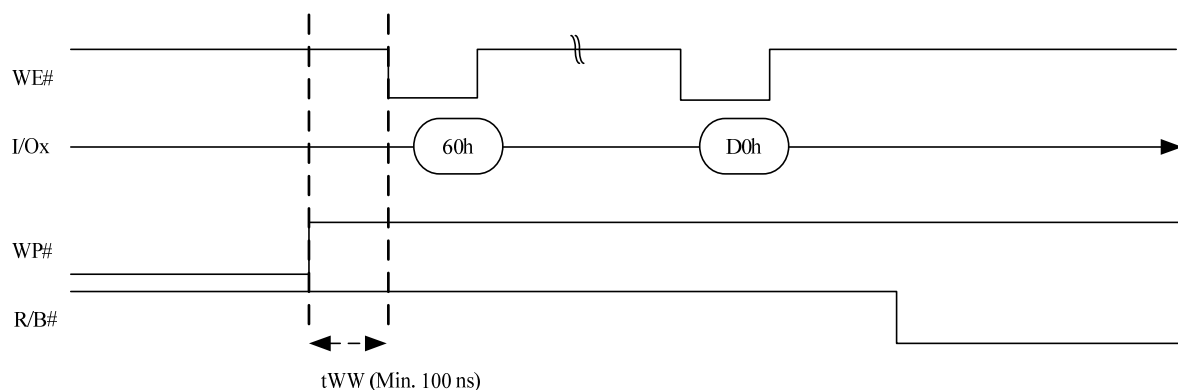 WE#
I/Ox
60h
D0h
WP#
R/B#
tWW (Min. 100 ns)